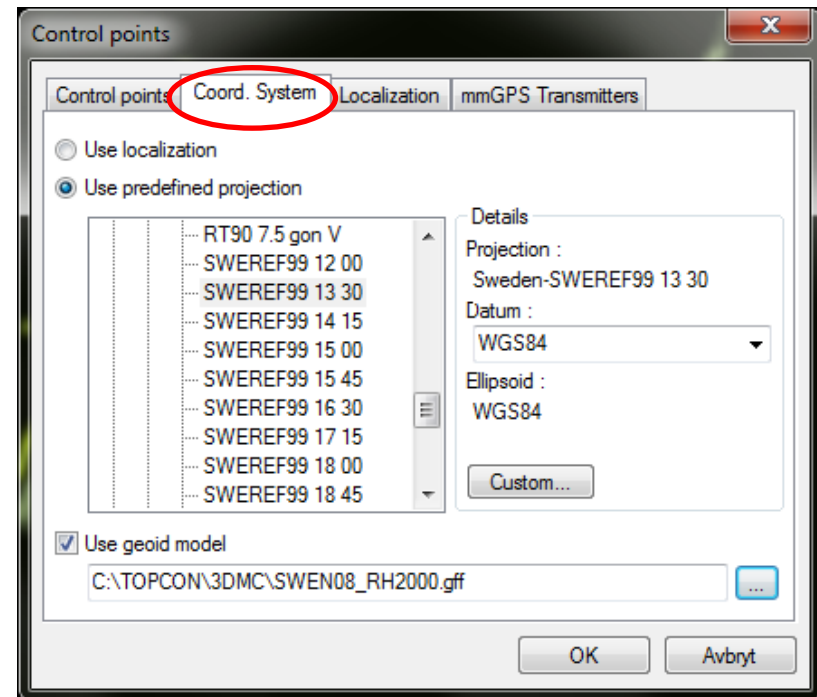 Control points
Control points Coord. System Localization mmGPS Transmitters
Use localization
Use predefined projection
RT90 7.5 gon V
SWEREF99 12 00
SWEREF99 13 30
SWEREF99 14 15
SWEREF99 15 00
SWEREF99 15 45
SWEREF99 16 30
SWEREF99 17 15
SWEREF99 18 00
SWEREF99 18 45
Details
Projection :
Sweden-SWEREF99 13 30
Datum :
WGS84
Ellipsoid :
WGS84
Custom...
Use geoid model
C:\TOPCON\3DMC\SWEN08_RH2000.gff
...
OK Avbryt